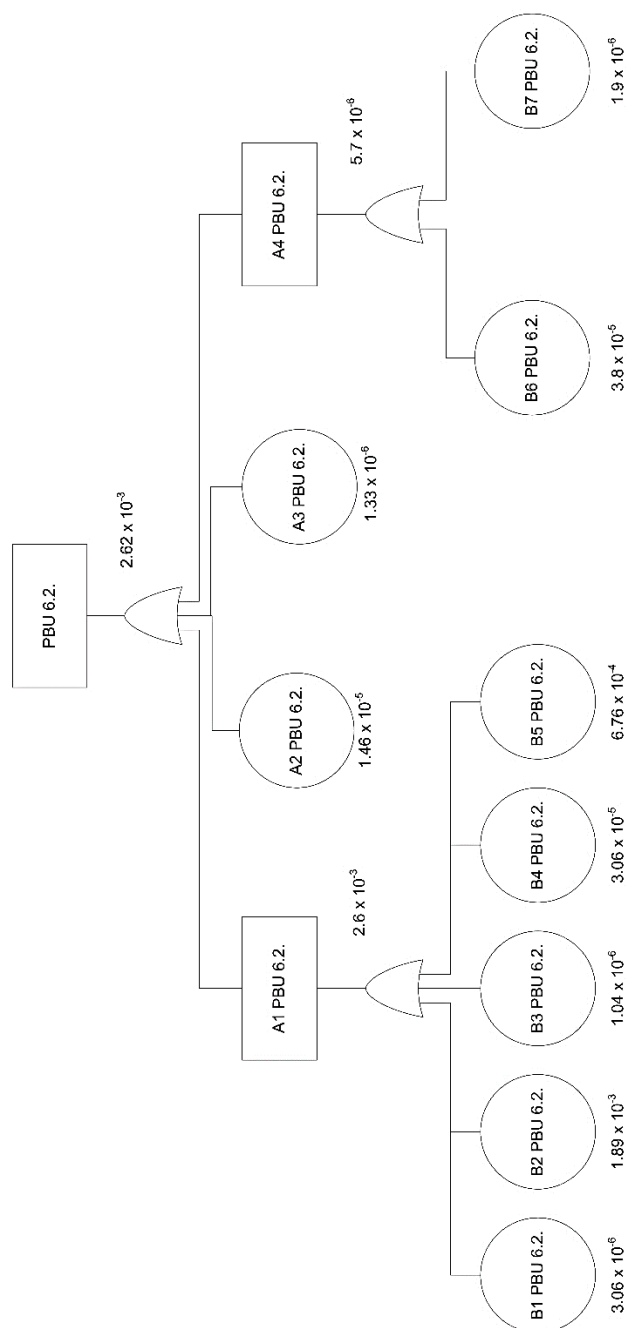 PBU 6.2.
2.62 x 10⁻³
A1 PBU 6.2.
A2 PBU 6.2.
A3 PBU 6.2.
A4 PBU 6.2.
2.6 x 10⁻³
1.46 x 10⁻⁵
1.33 x 10⁻⁶
5.7 x 10⁻⁶
B1 PBU 6.2.
B2 PBU 6.2.
B3 PBU 6.2.
B4 PBU 6.2.
B5 PBU 6.2.
B6 PBU 6.2.
B7 PBU 6.2.
3.06 x 10⁻⁶
1.89 x 10⁻³
1.04 x 10⁻⁶
3.06 x 10⁻⁵
6.76 x 10⁻⁴
3.8 x 10⁻⁵
1.9 x 10⁻⁶